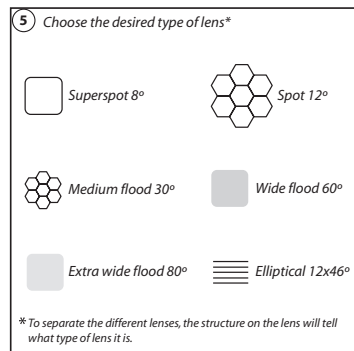 5 Choose the desired type of lens*
Superspot 8º
Spot 12º
Medium flood 30º
Wide flood 60º
Extra wide flood 80º
Elliptical 12x46º
* To separate the different lenses, the structure on the lens will tell
what type of lens it is.